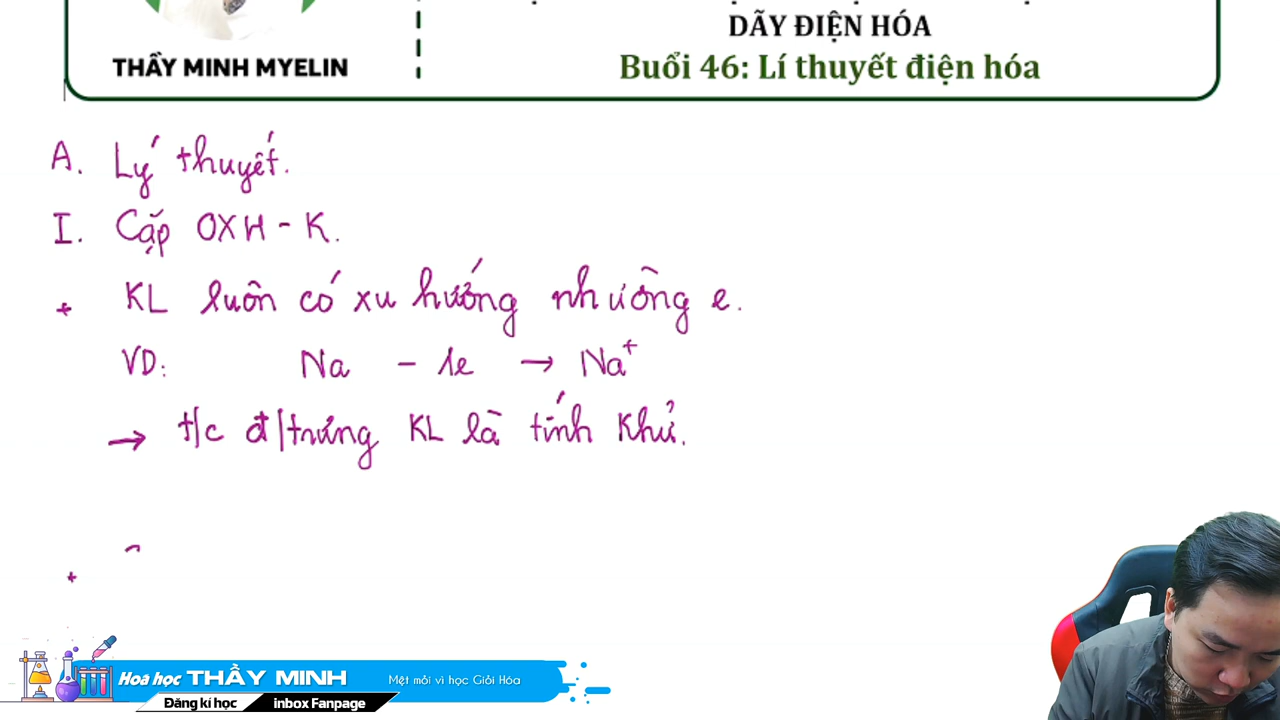 DÃY ĐIỆN HÓA
THẦY MINH MYELIN
Buổi 46: Lí thuyết điện hóa
A. Lý thuyết.
I. Cặp OXH - K.
+ KL luôn có xu hướng nhường e.
VD: Na - 1e → Na⁺
→ t/c đ/trưng KL là tính khử.
+
Hoá học THẦY MINH
Mệt mỏi vì học Giỏi Hóa
Đăng kí học
inbox Fanpage